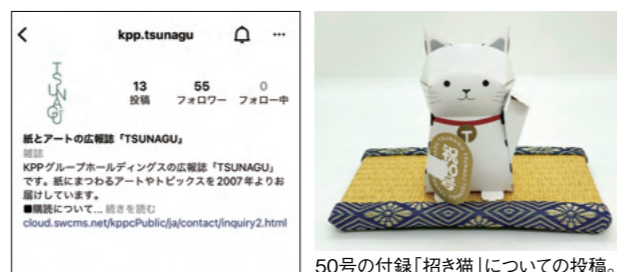 kpp.tsunagu
TSUNAGU
13
55
0
投稿
フォロワー
フォロー中
紙とアートの広報誌「TSUNAGU」
雑誌
KPPグループホールディングスの広報誌「TSUNAGU」
です。紙にまつわるアートやトピックスを2007年よりお
届けしています。
■購読について... 続きを読む
cloud.swcms.net/kppcPublic/ja/contact/inquiry2.html
T
50号の付録「招き猫」についての投稿。